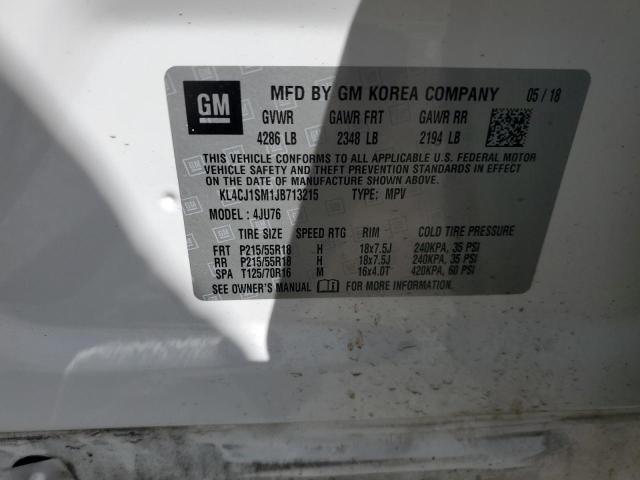 GM
MFD BY GM KOREA COMPANY 05 / 18
GVWR GAWR FRT GAWR RR
4286 LB 2348 LB 2194 LB
THIS VEHICLE CONFORMS TO ALL APPLICABLE U.S. FEDERAL MOTOR
VEHICLE SAFETY AND THEFT PREVENTION STANDARDS IN EFFECT
ON THE DATE OF MANUFACTURE SHOWN ABOVE.
KL4CJ1SM1JB713215 TYPE: MPV
MODEL : 4JU76
TIRE SIZE SPEED RTG RIM COLD TIRE PRESSURE
FRT P215/55R18 H 18x7.5J 240KPA, 35 PSI
RR P215/55R18 H 18x7.5J 240KPA, 35 PSI
SPA T125/70R16 M 16x4.0T 420KPA, 60 PSI
SEE OWNER'S MANUAL FOR MORE INFORMATION.